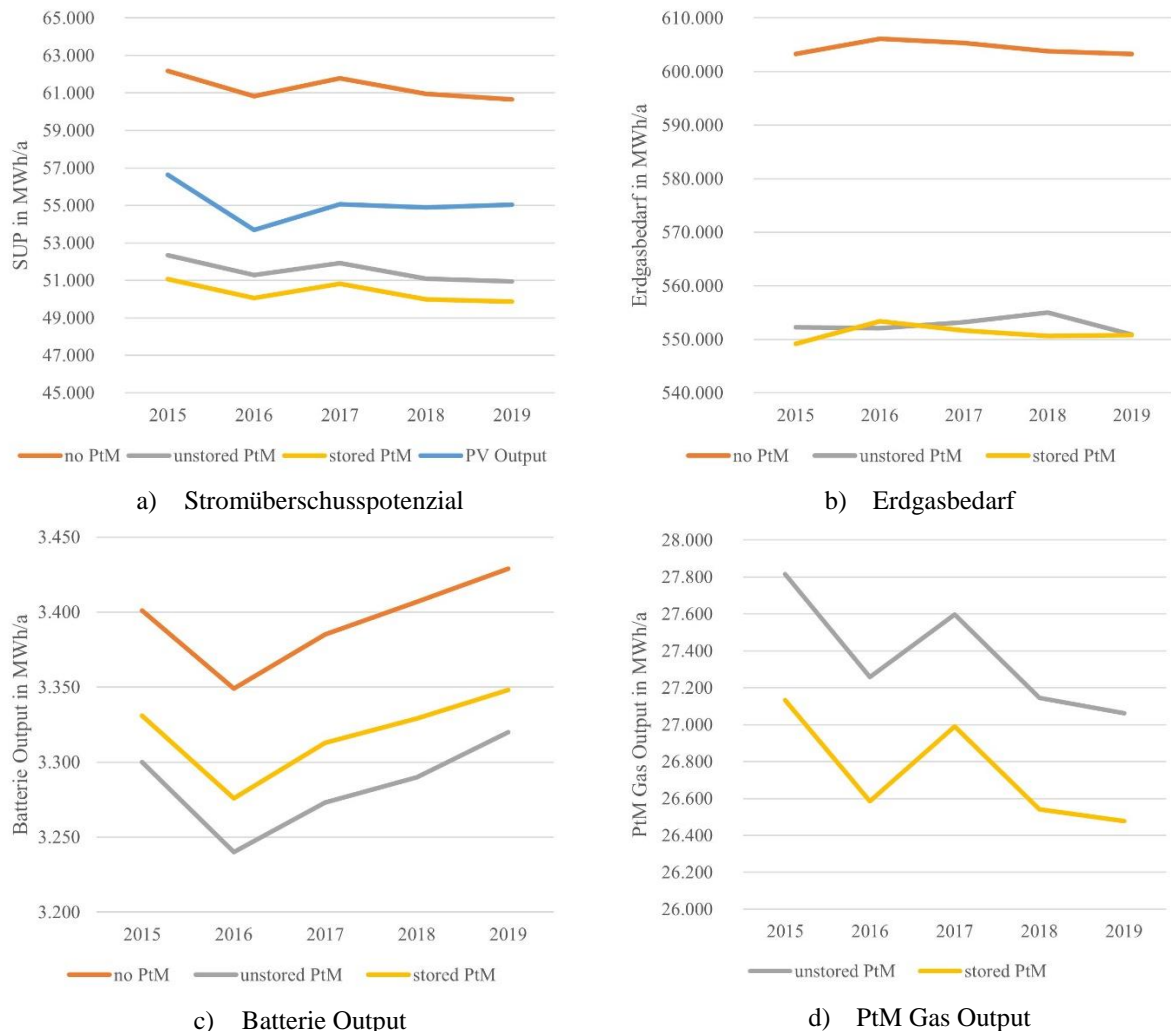 65.000
63.000
61.000
59.000
57.000
55.000
53.000
51.000
49.000
47.000
45.000
SUP in MWh/a
2015 2016 2017 2018 2019
no PtM unstored PtM stored PtM PV Output
a) Stromüberschusspotenzial
610.000
600.000
590.000
580.000
570.000
560.000
550.000
540.000
Erdgasbedarf in MWh/a
2015 2016 2017 2018 2019
no PtM unstored PtM stored PtM
b) Erdgasbedarf
3.450
3.400
3.350
3.300
3.250
3.200
Batterie Output in MWh/a
2015 2016 2017 2018 2019
no PtM unstored PtM stored PtM
c) Batterie Output
28.000
27.800
27.600
27.400
27.200
27.000
26.800
26.600
26.400
26.200
26.000
PtM Gas Output in MWh/a
2015 2016 2017 2018 2019
unstored PtM stored PtM
d) PtM Gas Output